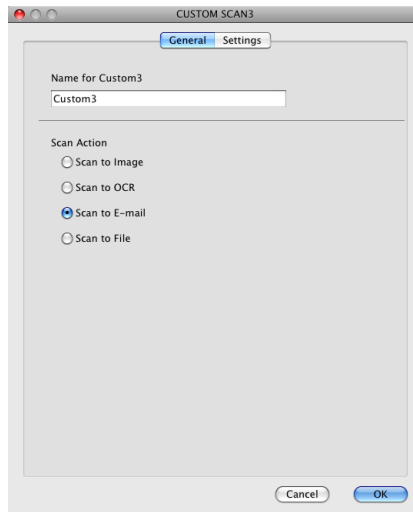 CUSTOM SCAN3
General Settings
Name for Custom3
Custom3
Scan Action
Scan to Image
Scan to OCR
Scan to E-mail
Scan to File
Cancel OK